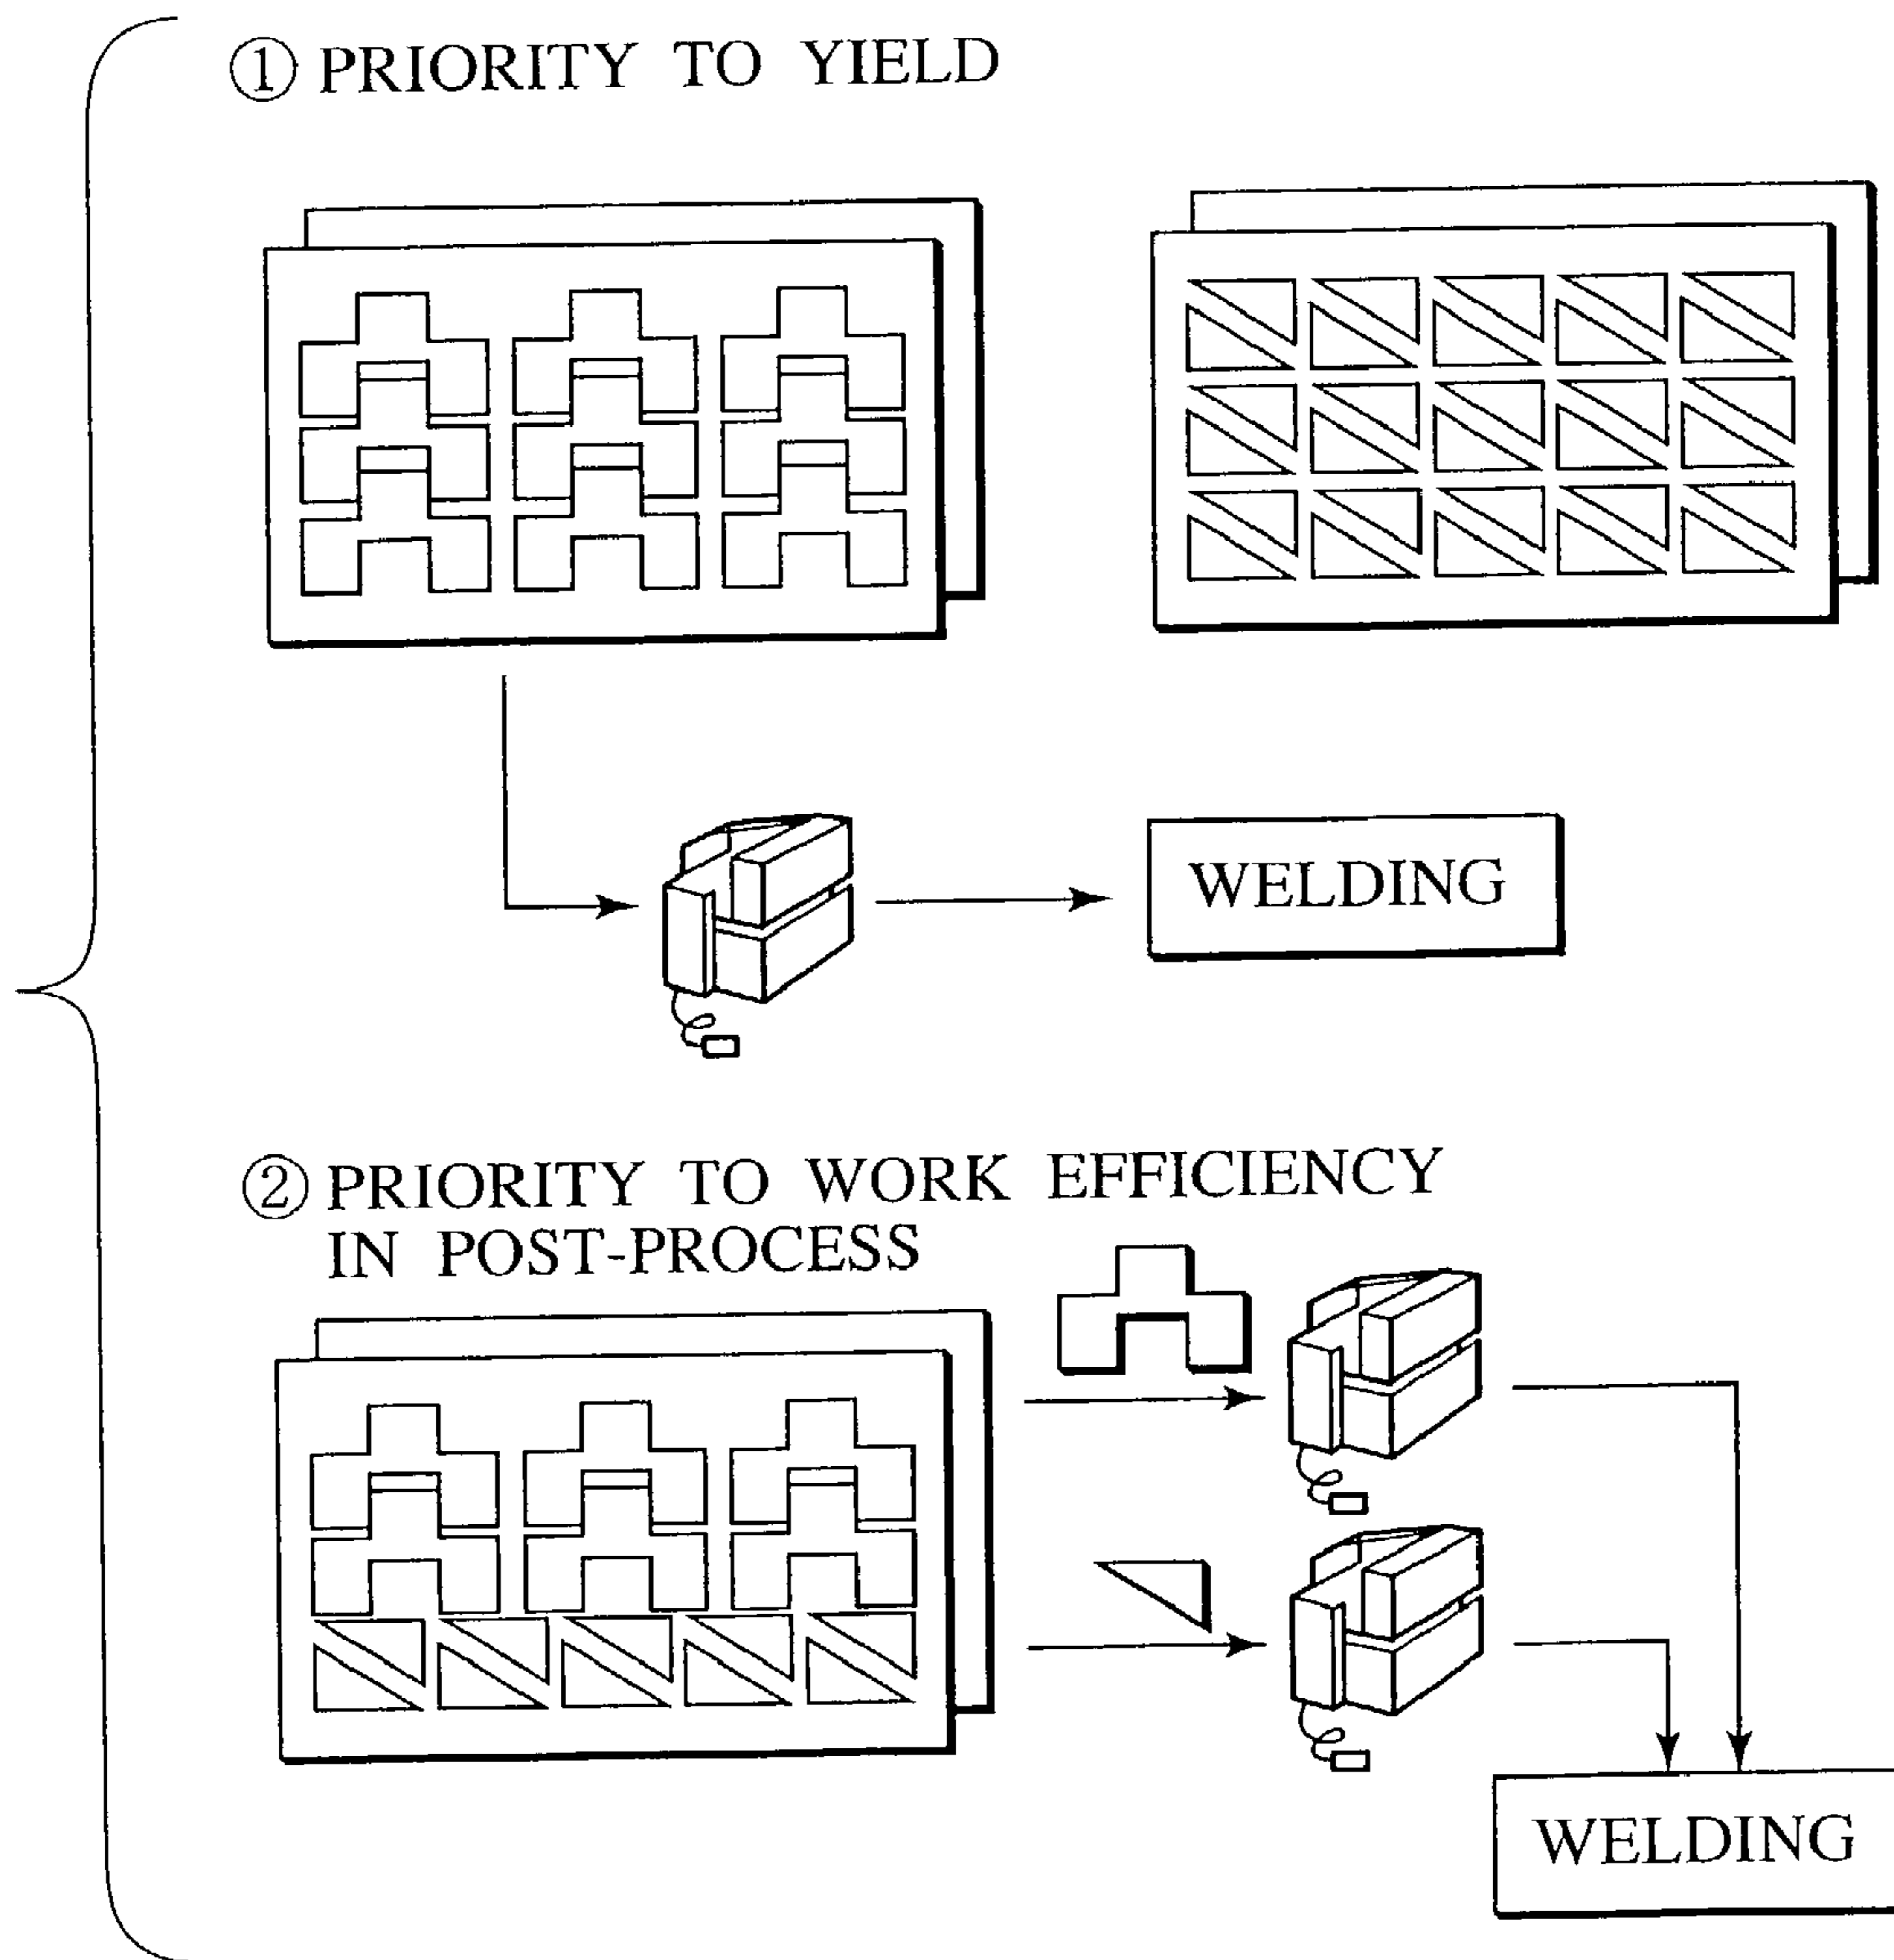 ① PRIORITY TO YIELD
WELDING
② PRIORITY TO WORK EFFICIENCY
IN POST-PROCESS
WELDING